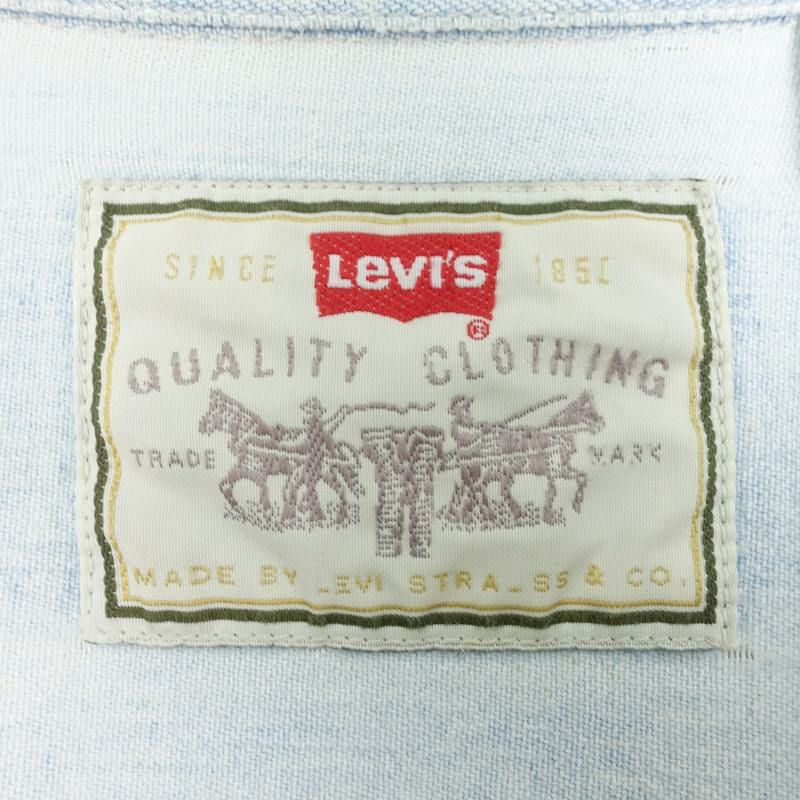 SINCE LEVI'S 1850
®
QUALITY CLOTHING
TRADE MARK
MADE BY LEVI STRAUSS & CO.